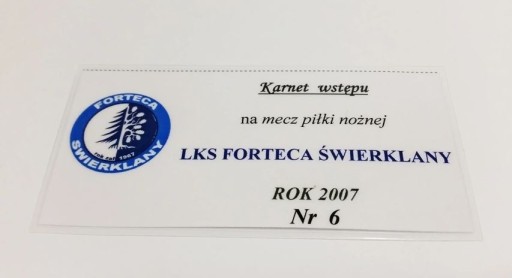 Karnet wstępu
na mecz piłki nożnej
LKS FORTECA ŚWIERKLANY
ROK 2007
Nr 6
FORTECA
ŚWIERKLANY